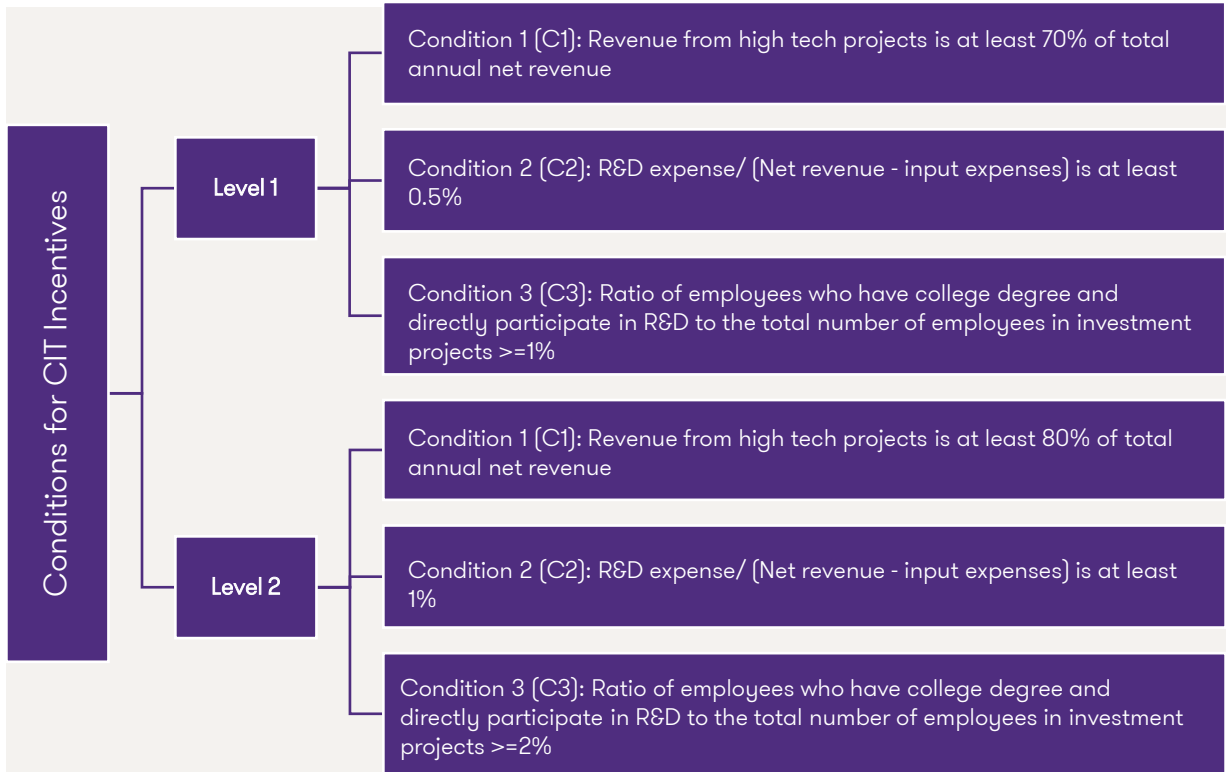 Conditions for CIT Incentives
Level 1
Condition 1 (C1): Revenue from high tech projects is at least 70% of total
annual net revenue
Condition 2 (C2): R&D expense/ (Net revenue - input expenses) is at least
0.5%
Condition 3 (C3): Ratio of employees who have college degree and
directly participate in R&D to the total number of employees in investment
projects >=1%
Level 2
Condition 1 (C1): Revenue from high tech projects is at least 80% of total
annual net revenue
Condition 2 (C2): R&D expense/ (Net revenue - input expenses) is at least
1%
Condition 3 (C3): Ratio of employees who have college degree and
directly participate in R&D to the total number of employees in investment
projects >=2%